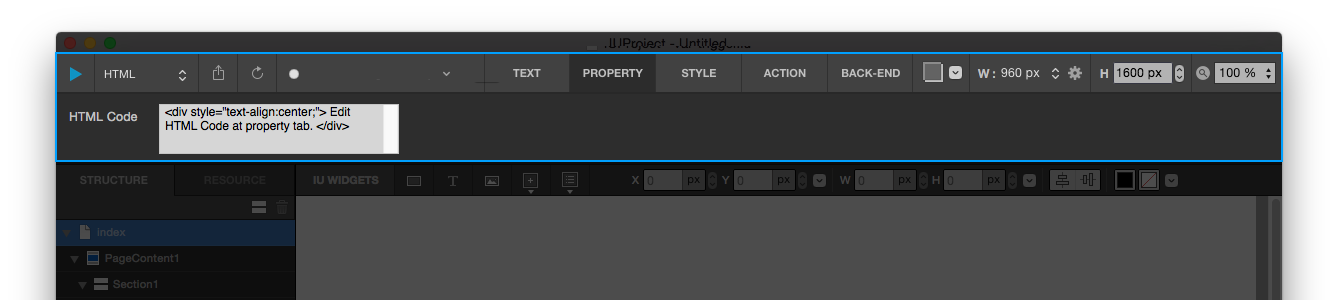 IUProject - Untitled
HTML
TEXT
PROPERTY
STYLE
ACTION
BACK-END
W : 960 px
H 1600 px
100 %
HTML Code
<div style="text-align:center;"> Edit
HTML Code at property tab. </div>
STRUCTURE
RESOURCE
IU WIDGETS
T
X 0 px
Y 0 px
W 0 px
H 0 px
Index
PageContent1
Section1